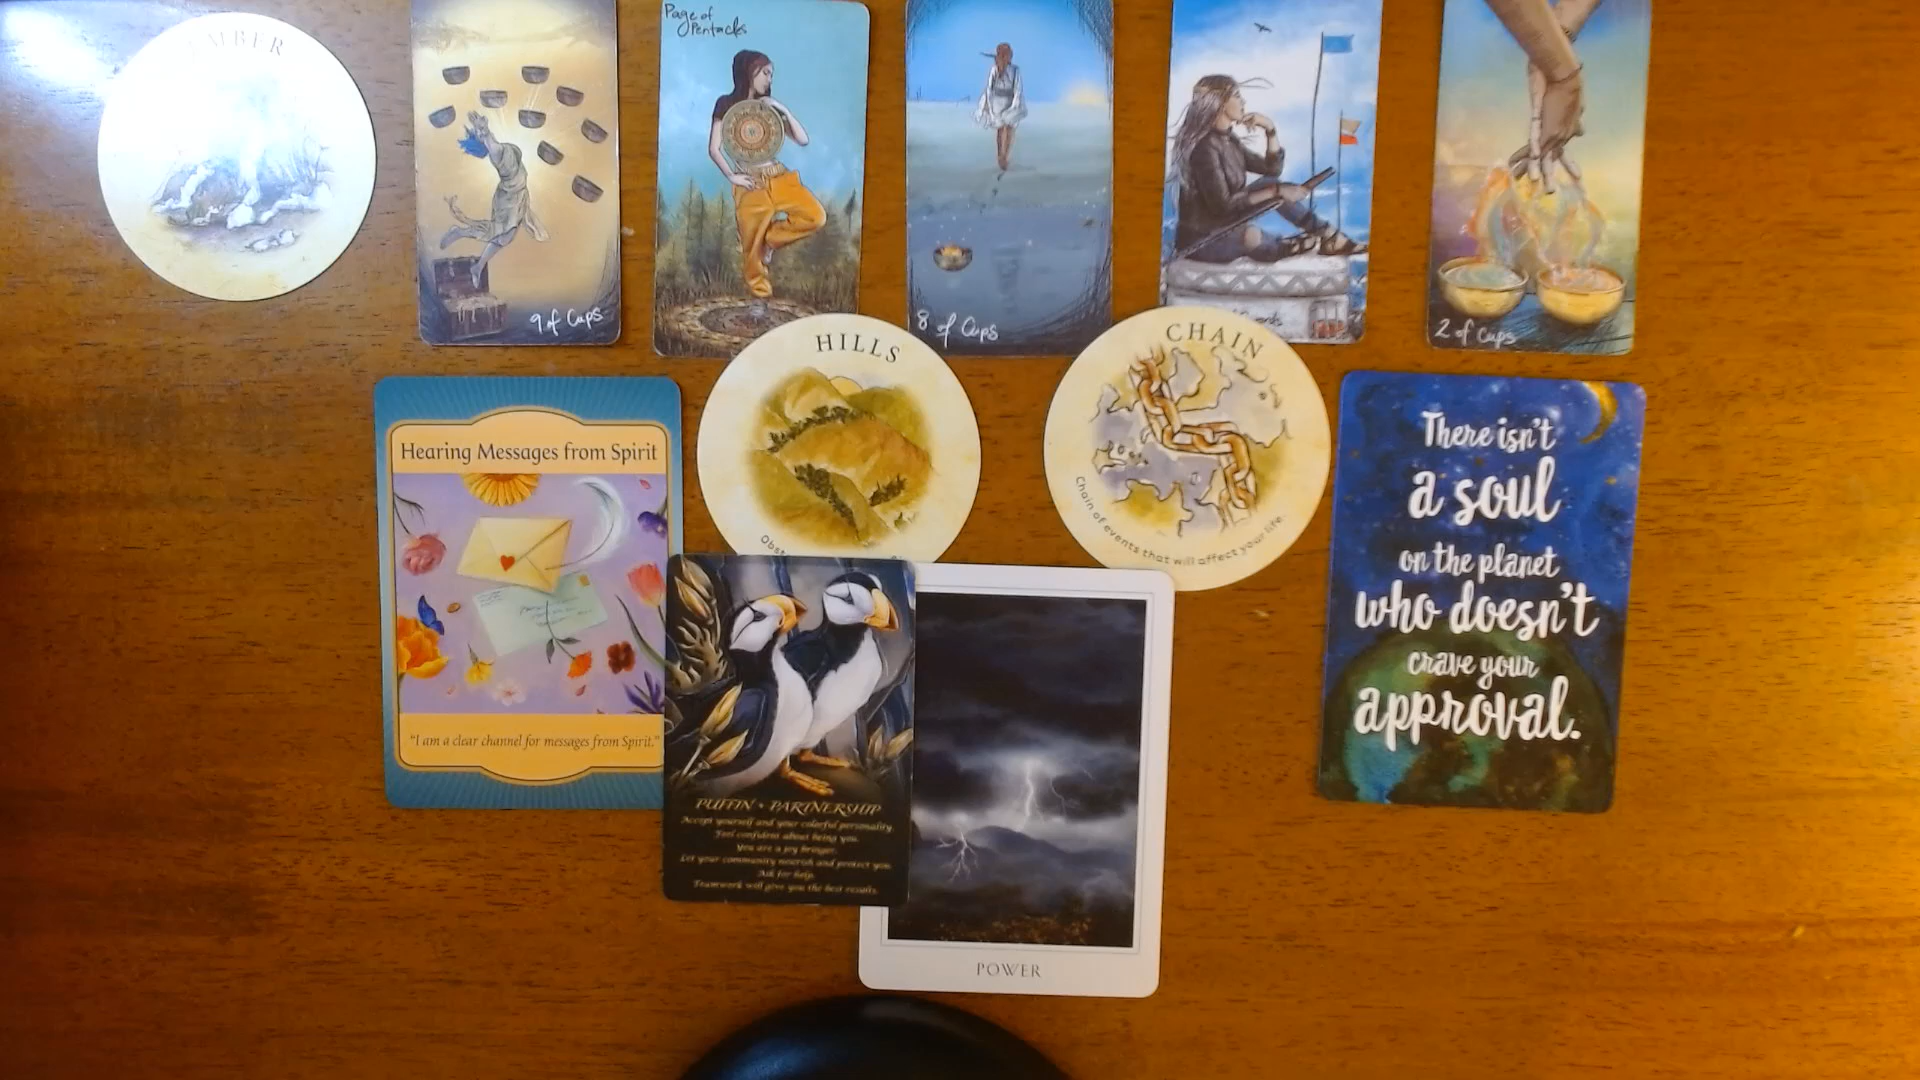 9 of Cups
Page of
Pentacles
8 of Cups
2 of Cups
HILLS
CHAIN
Chain of events that will affect your life.
Hearing Messages from Spirit
"I am a clear channel for messages from Spirit."
PUFFIN • PARTNERSHIP
Accept yourself and your colorful personality.
Feel confident about being you.
You are a joy bringer.
Let your community nourish and protect you.
Ask for help.
Teamwork will give you the best results.
POWER
There isn't
a soul
on the planet
who doesn't
crave your
approval.